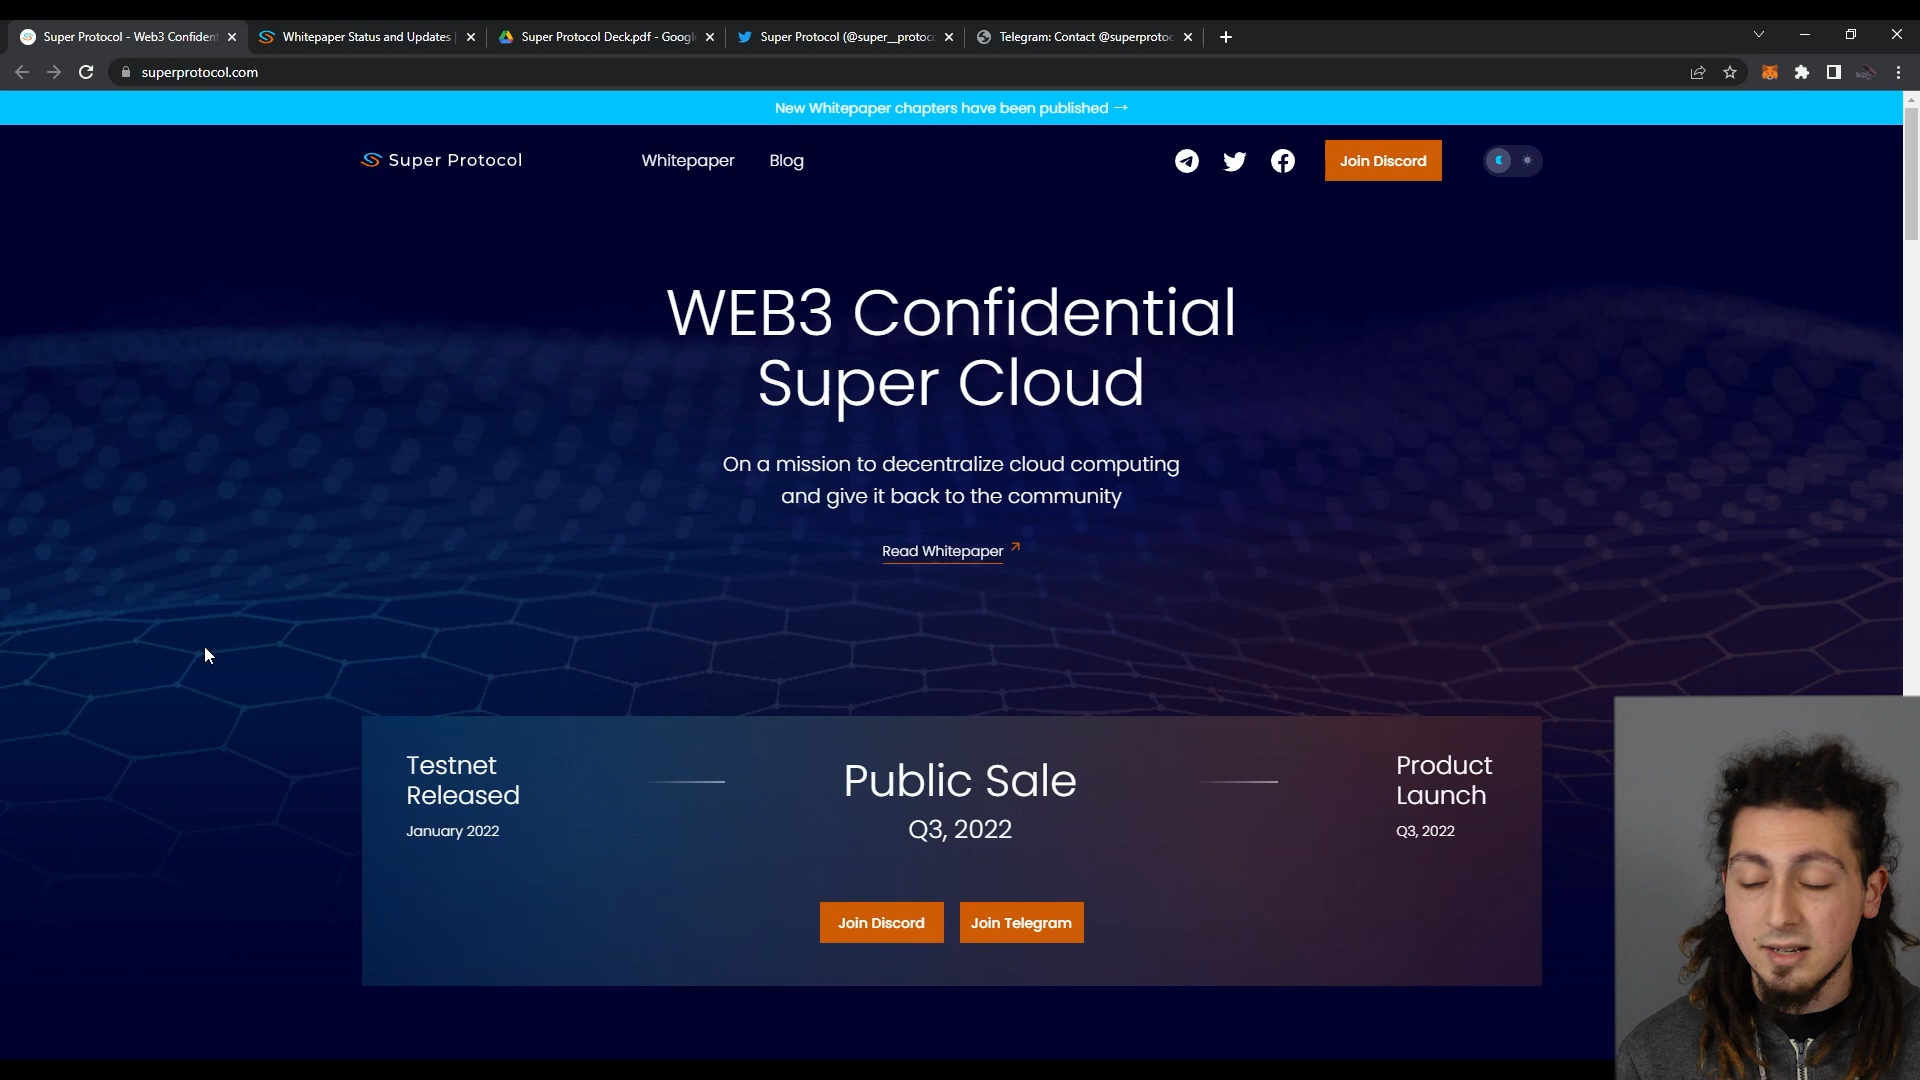 Super Protocol - Web3 Confiden
Whitepaper Status and Updates
Super Protocol Deck.pdf - Googl
Super Protocol (@super__protoc
Telegram: Contact @superprotoc
superprotocol.com
New Whitepaper chapters have been published →
Super Protocol
Whitepaper
Blog
Join Discord
WEB3 Confidential
Super Cloud
On a mission to decentralize cloud computing
and give it back to the community
Read Whitepaper
Testnet
Released
January 2022
Public Sale
Q3, 2022
Product
Launch
Q3, 2022
Join Discord
Join Telegram